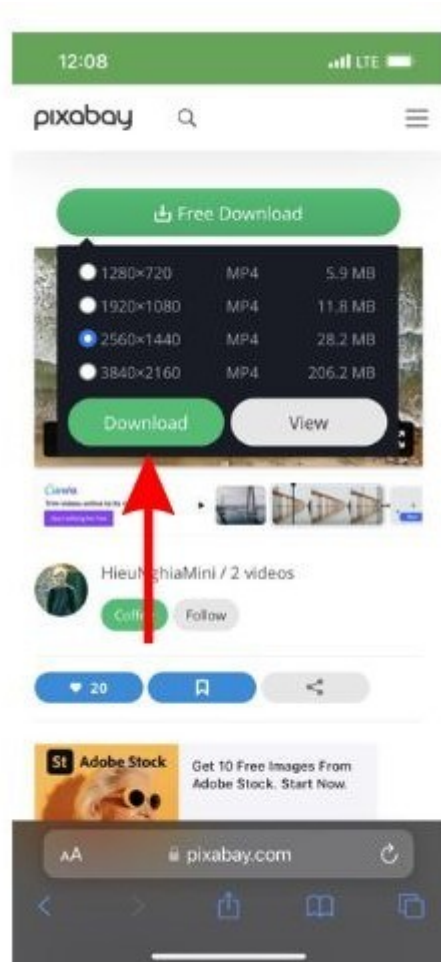 12:08 LTE
pixabay
Free Download
1280×720 MP4 5.9 MB
1920×1080 MP4 11.8 MB
2560×1440 MP4 28.2 MB
3840×2160 MP4 206.2 MB
Download View
Canva
HieuNghiaMini / 2 videos
Coffee Follow
20
St Adobe Stock
Get 10 Free Images From
Adobe Stock. Start Now.
AA pixabay.com